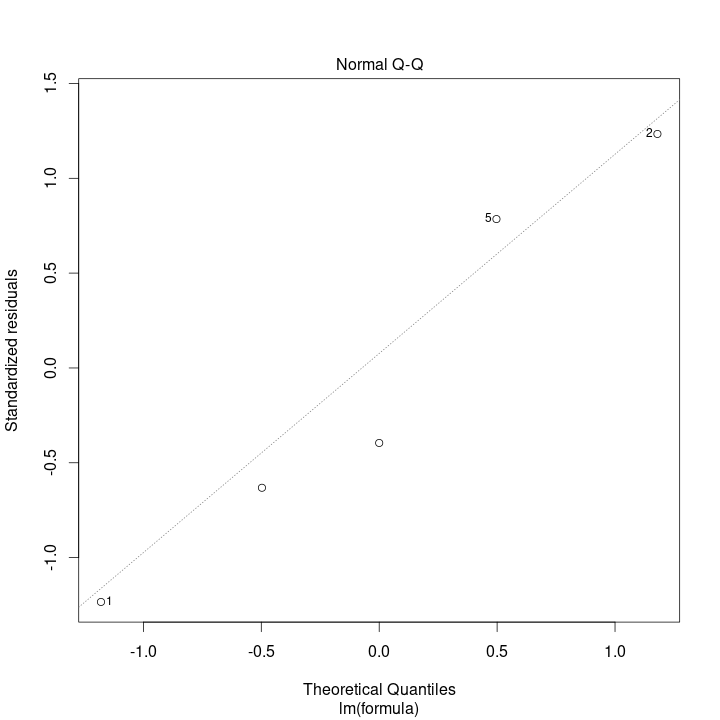 Normal Q-Q
Standardized residuals
1.5
1.0
0.5
0.0
-0.5
-1.0
2
5
1
-1.0 -0.5 0.0 0.5 1.0
Theoretical Quantiles
lm(formula)